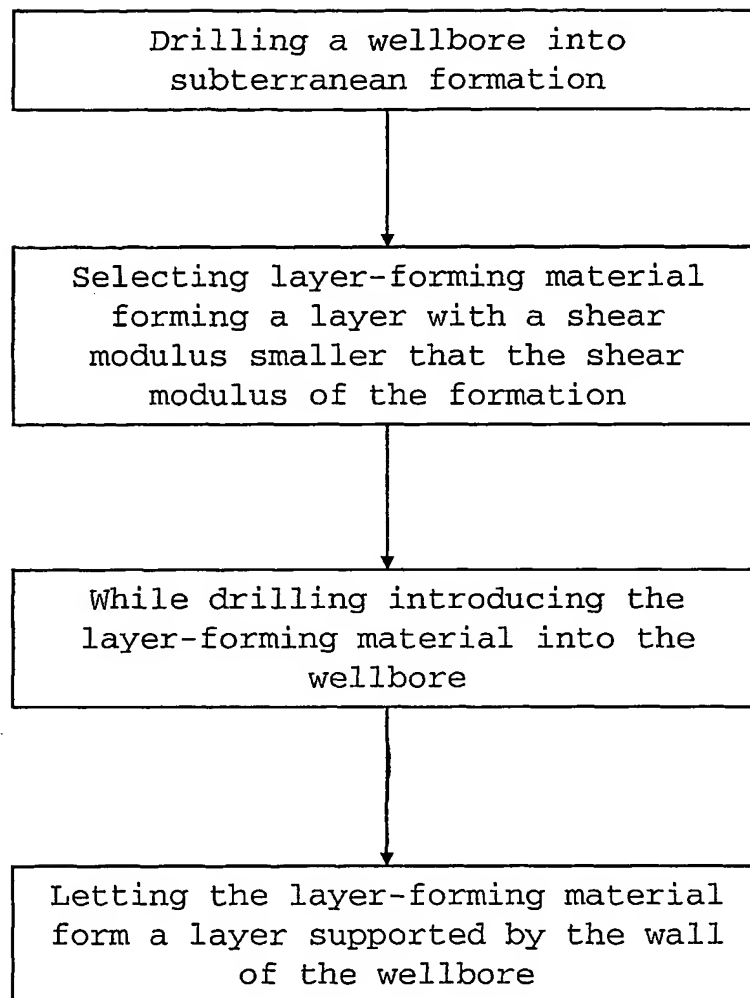 Drilling a wellbore into
subterranean formation
Selecting layer-forming material
forming a layer with a shear
modulus smaller that the shear
modulus of the formation
While drilling introducing the
layer-forming material into the
wellbore
Letting the layer-forming material
form a layer supported by the wall
of the wellbore